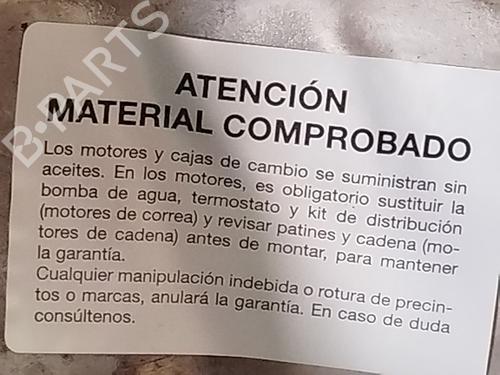 B-PARTS
ATENCIÓN
MATERIAL COMPROBADO
Los motores y cajas de cambio se suministran sin
aceites. En los motores, es obligatorio sustituir la
bomba de agua, termostato y kit de distribución
(motores de correa) y revisar patines y cadena (mo-
tores de cadena) antes de montar, para mantener
la garantía.
Cualquier manipulación indebida o rotura de precin-
tos o marcas, anulará la garantía. En caso de duda
consúltenos.